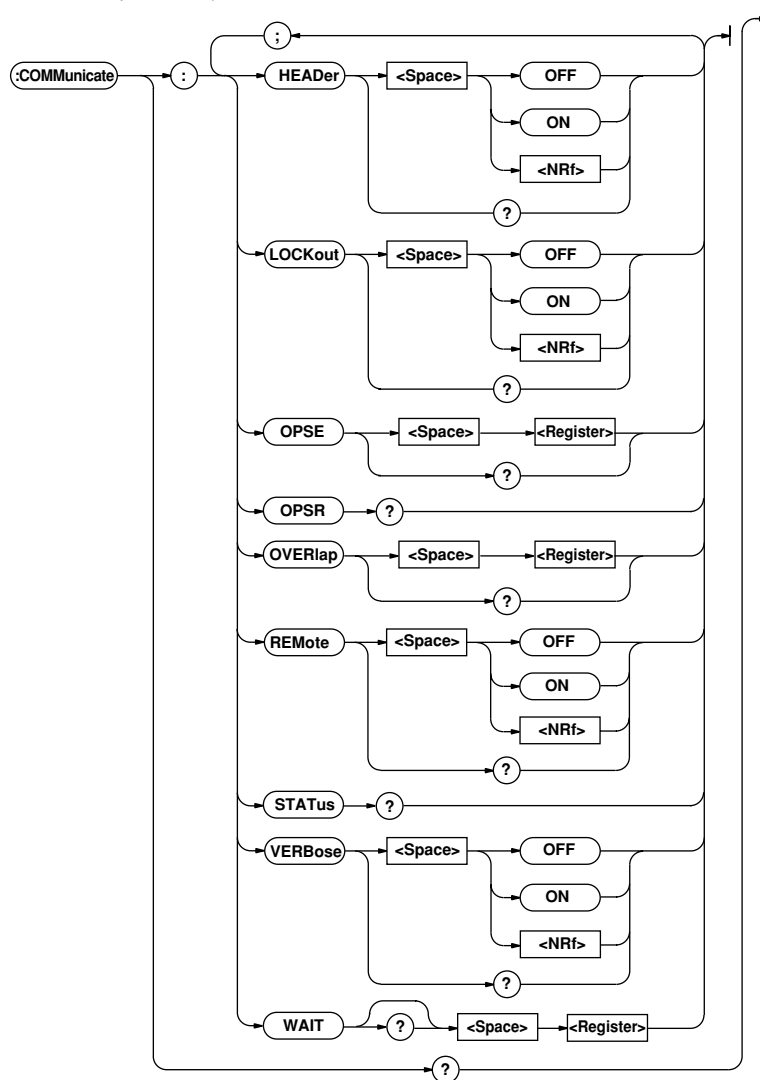 ;
:COMMunicate : HEADer <Space> OFF
ON
<NRf>
?
LOCKout <Space> OFF
ON
<NRf>
?
OPSE <Space> <Register>
?
OPSR ?
OVERlap <Space> <Register>
?
REMote <Space> OFF
ON
<NRf>
?
STATus ?
VERBose <Space> OFF
ON
<NRf>
?
WAIT ? <Space> <Register>
?